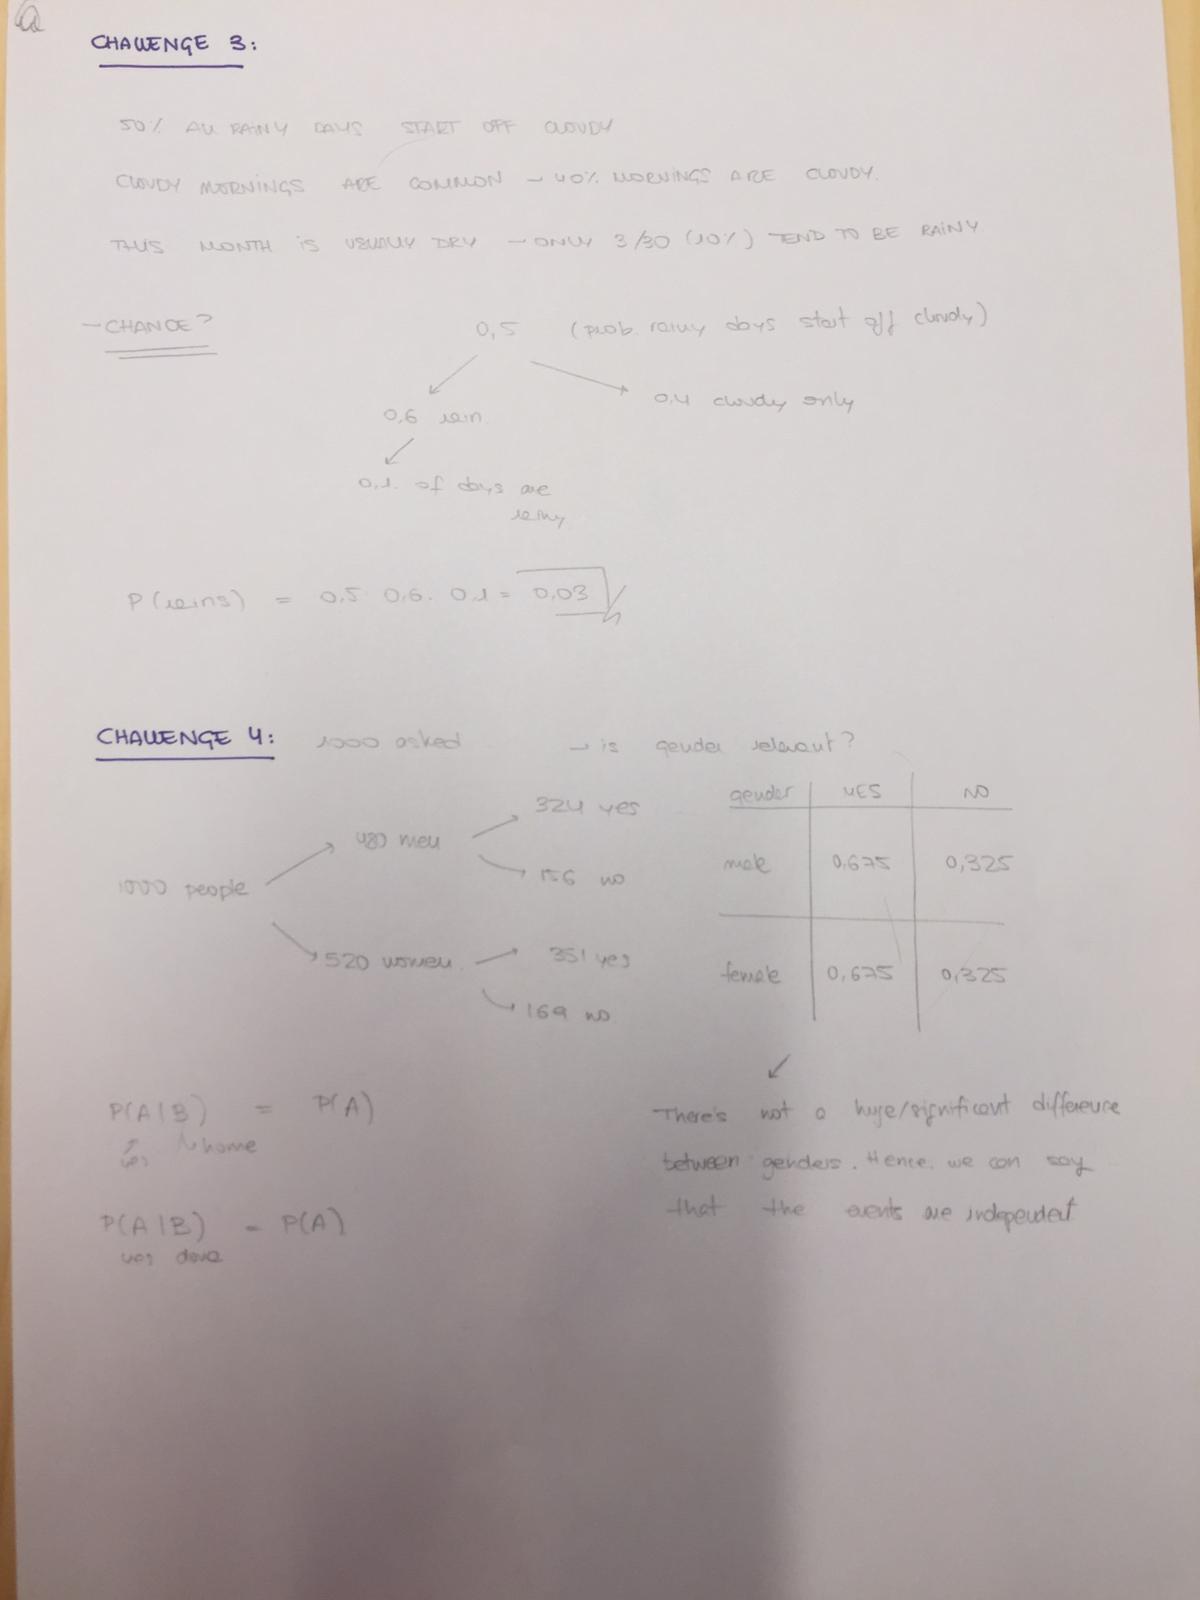 CHALLENGE 3:
50% ALL RAINY DAYS START OFF CLOUDY
CLOUDY MORNINGS ARE COMMON – 40% MORNINGS ARE CLOUDY.
THIS MONTH IS USUALLY DRY – ONLY 3/30 (10%) TEND TO BE RAINY
– CHANCE?
0,5 (prob. rainy days start off cloudy)
0,4 cloudy only
0,6 rain
0,1. of days are
rainy
P(rains) = 0,5 0,6. 0,1 = 0,03
CHALLENGE 4: 1000 asked → is gender relevant?
gender YES NO
324 yes
480 men
male 0,675 0,325
156 no
1000 people
351 yes
520 women
female 0,675 0,325
169 no
P(A|B) = P(A)
yes home
There's not a huge/significant difference
between genders. Hence, we can say
that the events are independent
P(A|B) = P(A)
yes